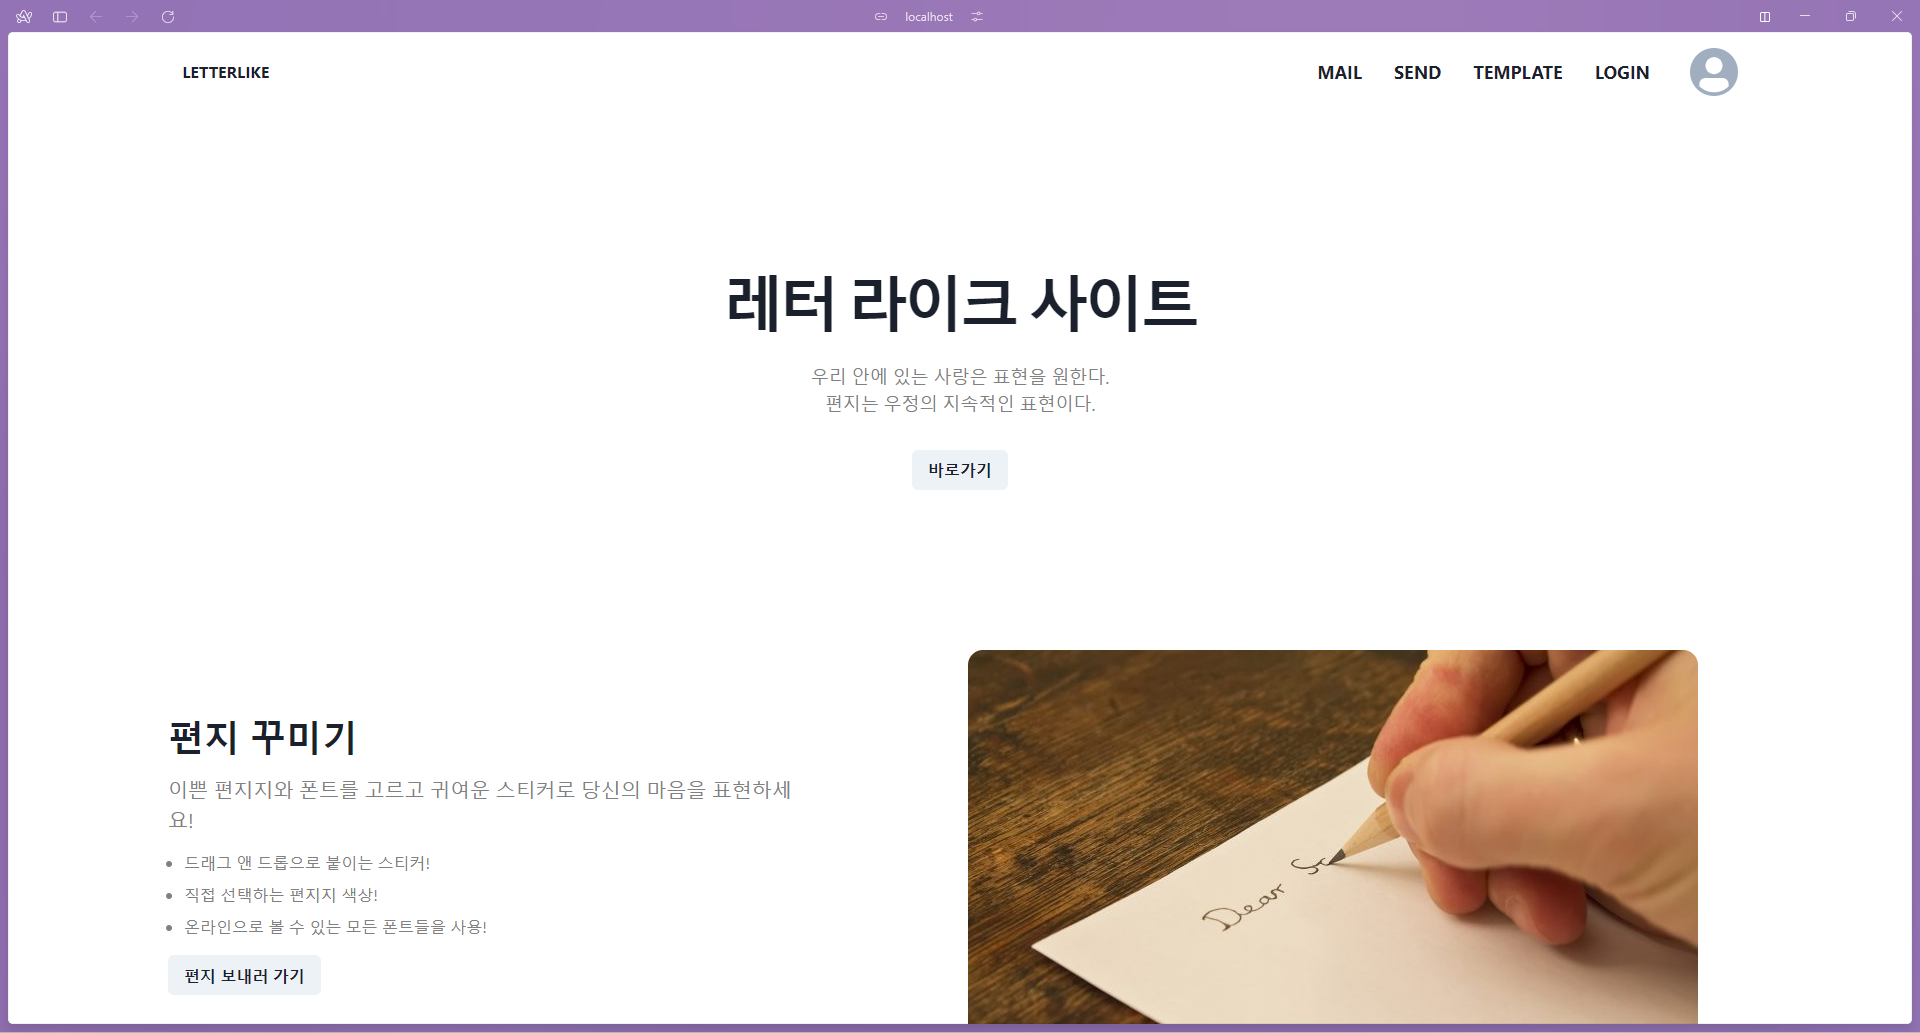 localhost
LETTERLIKE
MAIL SEND TEMPLATE LOGIN
레터 라이크 사이트
우리 안에 있는 사랑은 표현을 원한다.
편지는 우정의 지속적인 표현이다.
바로가기
편지 꾸미기
이쁜 편지지와 폰트를 고르고 귀여운 스티커로 당신의 마음을 표현하세
요!
드래그 앤 드롭으로 붙이는 스티커!
직접 선택하는 편지지 색상!
온라인으로 볼 수 있는 모든 폰트들을 사용!
편지 보내러 가기
Dear